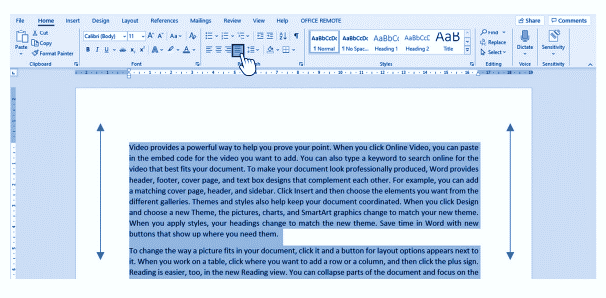 File Home Insert Design Layout References Mailings Review View Help OFFICE REMOTE Share Comments
Cut
Copy
Format Painter
Paste
Calibri (Body) 11
AaBbCcDc AaBbCcDc AaBbCc AaBbCcC AaB
1 Normal 1 No Spac... Heading 1 Heading 2 Title
Find
Replace
Select
Dictate Sensitivity
Clipboard Font Styles Editing Voice Sensitivity
Video provides a powerful way to help you prove your point. When you click Online Video, you can paste
in the embed code for the video you want to add. You can also type a keyword to search online for the
video that best fits your document. To make your document look professionally produced, Word provides
header, footer, cover page, and text box designs that complement each other. For example, you can add
a matching cover page, header, and sidebar. Click Insert and then choose the elements you want from the
different galleries. Themes and styles also help keep your document coordinated. When you click Design
and choose a new Theme, the pictures, charts, and SmartArt graphics change to match your new theme.
When you apply styles, your headings change to match the new theme. Save time in Word with new
buttons that show up where you need them.
To change the way a picture fits in your document, click it and a button for layout options appears next to
it. When you work on a table, click where you want to add a row or a column, and then click the plus sign.
Reading is easier, too, in the new Reading view. You can collapse parts of the document and focus on the